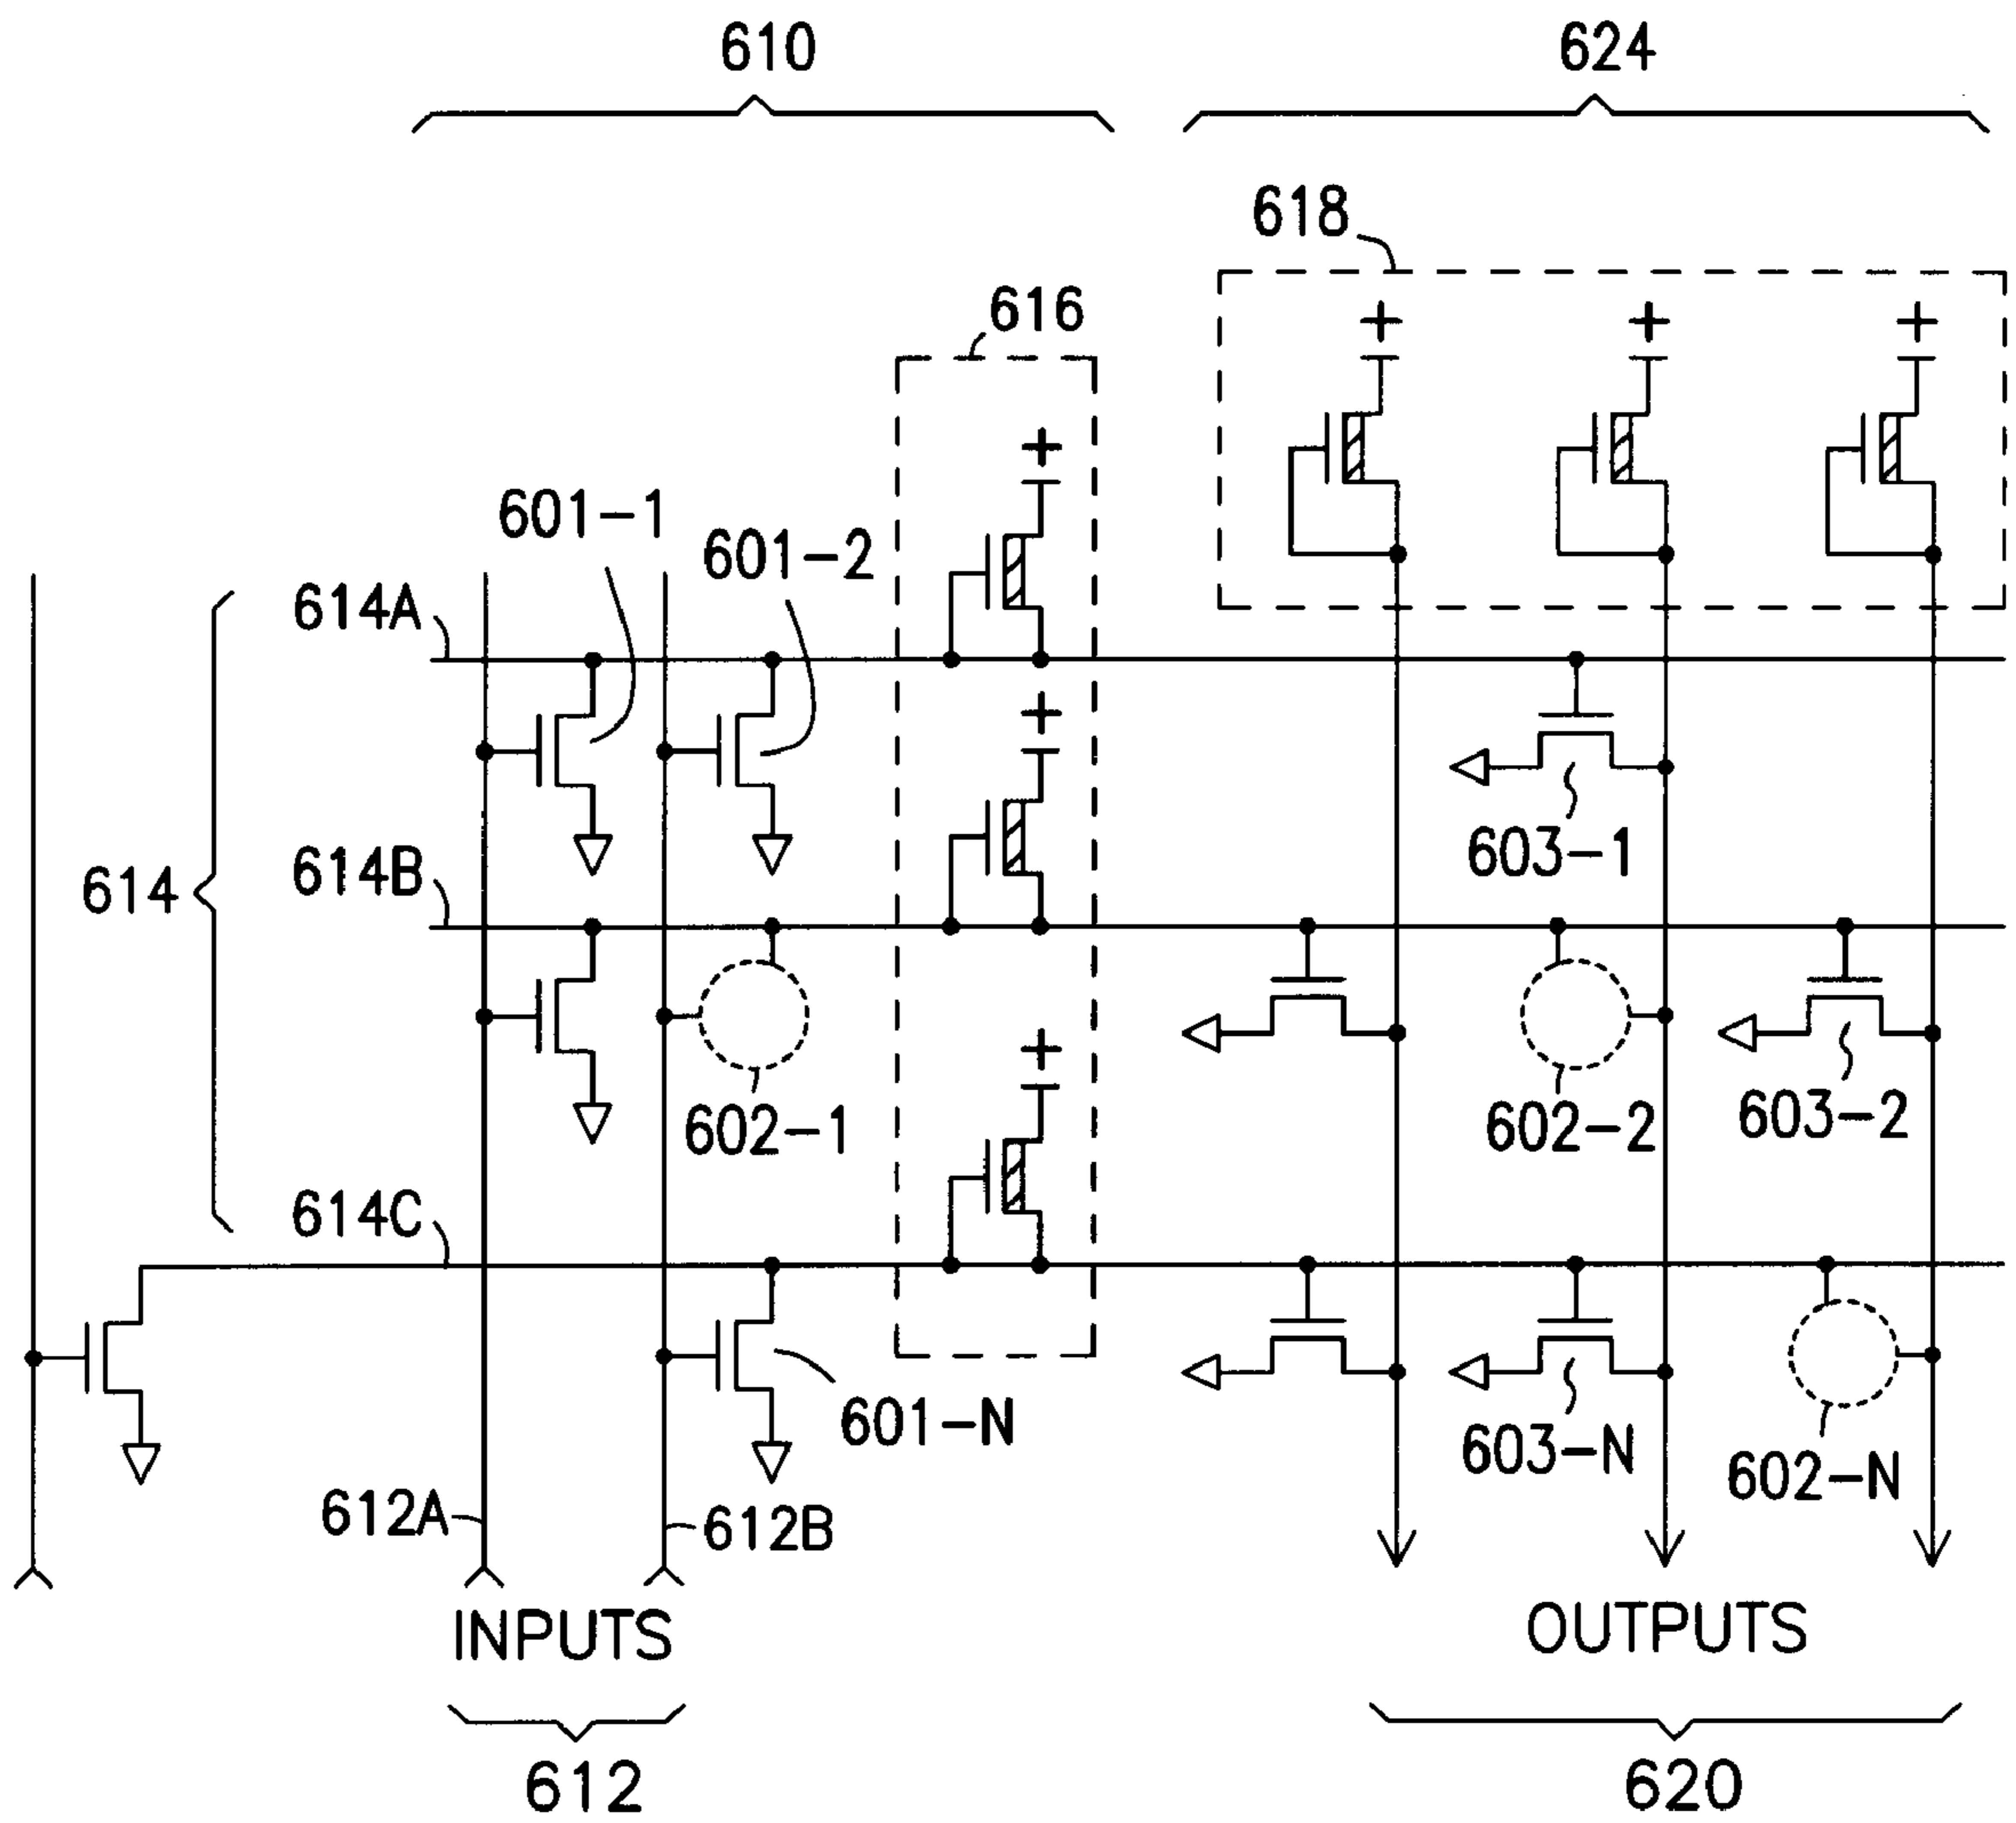 610
624
618
616
+
+
+
+
601-1
601-2
614A
+
603-1
614B
614
+
602-1
602-2
603-2
614C
601-N
603-N
602-N
612A
612B
INPUTS
OUTPUTS
612
620